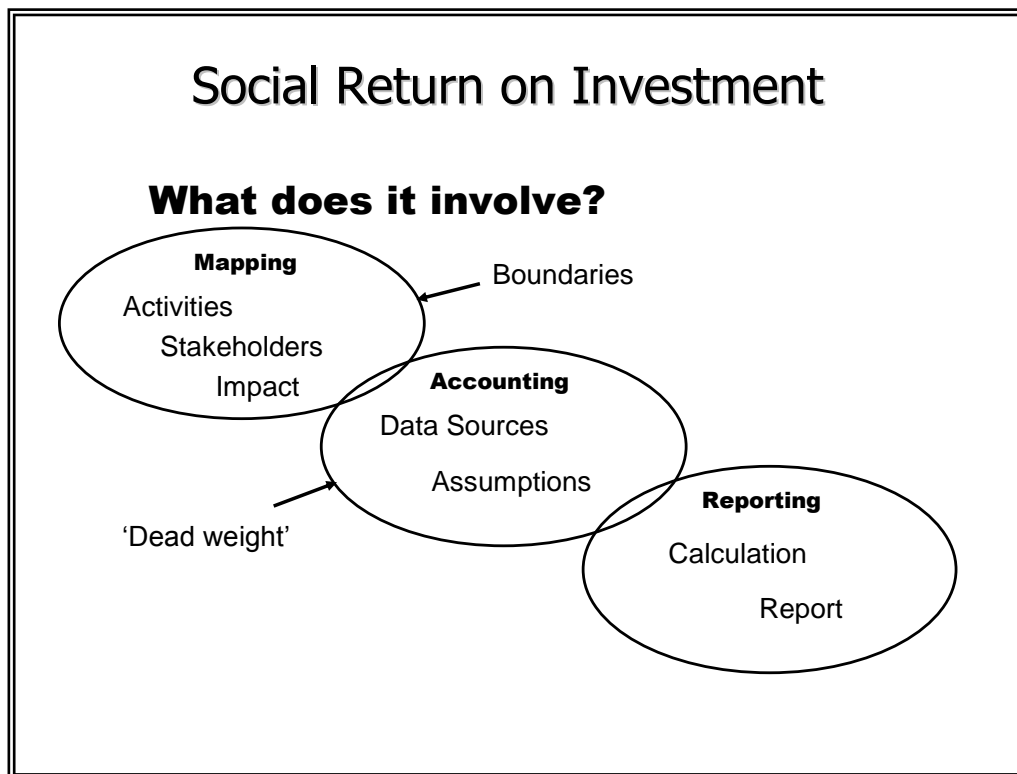 Social Return on Investment
What does it involve?
Mapping
Activities
Stakeholders
Impact
Boundaries
Accounting
Data Sources
Assumptions
‘Dead weight’
Reporting
Calculation
Report